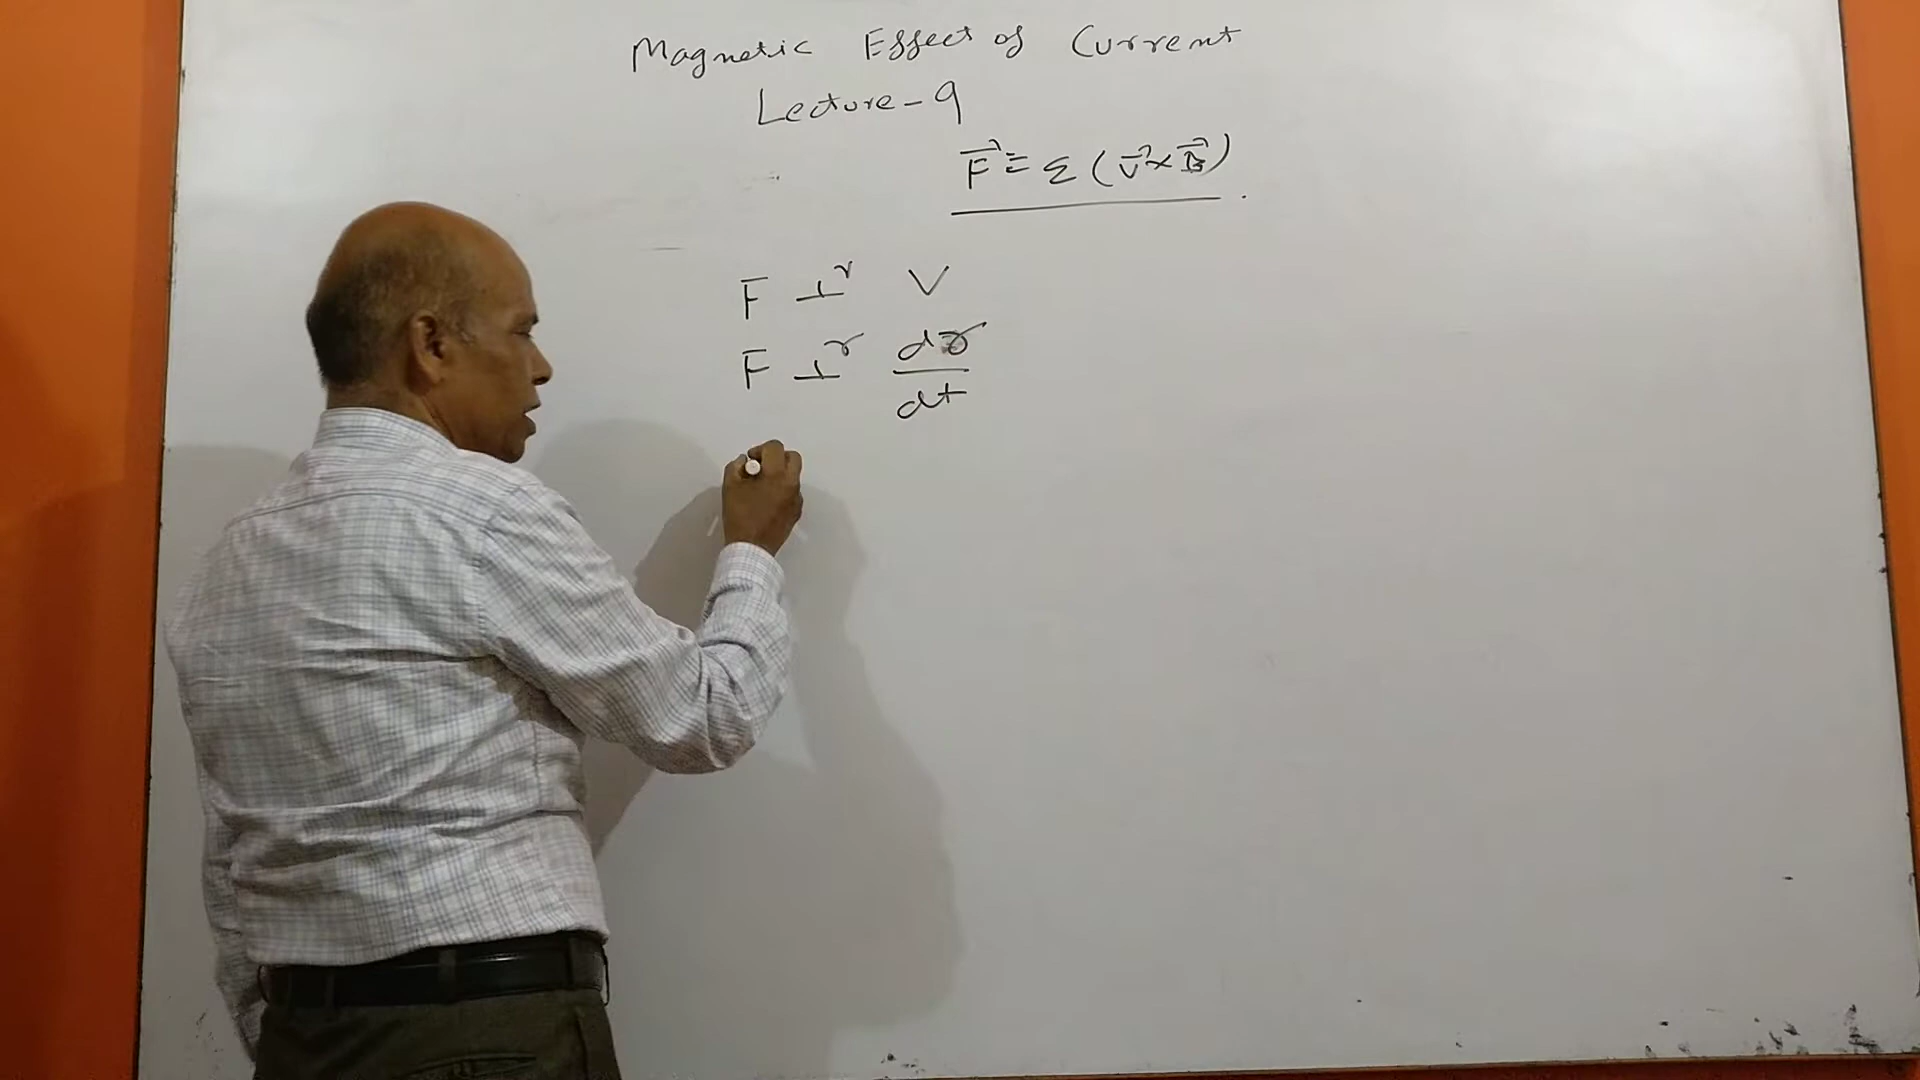 Magnetic Effect of Current
Lecture - 9
F⃗ = q (v⃗ × B⃗)
F ⊥ʳ V
F ⊥ʳ dr/dt